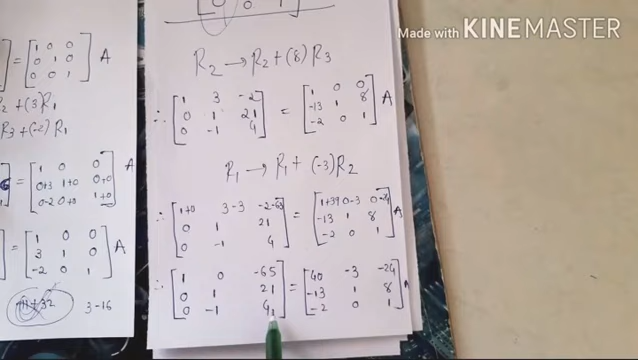 Made with KINEMASTER
0 0 1
= [1 0 0
0 1 0
0 0 1] A
R2 + (3)R1
R3 + (-2) R1
= [1 0 0
0+3 1+0 0+0
0-2 0+0 1+0] A
= [1 0 0
3 1 0
-2 0 1] A
3-16
R2 → R2 + (8) R3
∴ [1 3 -2 = [1 0 0
0 1 21 -13 1 8
0 -1 4] -2 0 1] A
R1 → R1 + (-3) R2
∴ [1+0 3-3 -2-63 = [1+39 0-3 0-24
0 1 21 -13 1 8
0 -1 4] -2 0 1] A
∴ [1 0 -65 = [40 -3 -24
0 1 21 -13 1 8
0 -1 4] -2 0 1] A